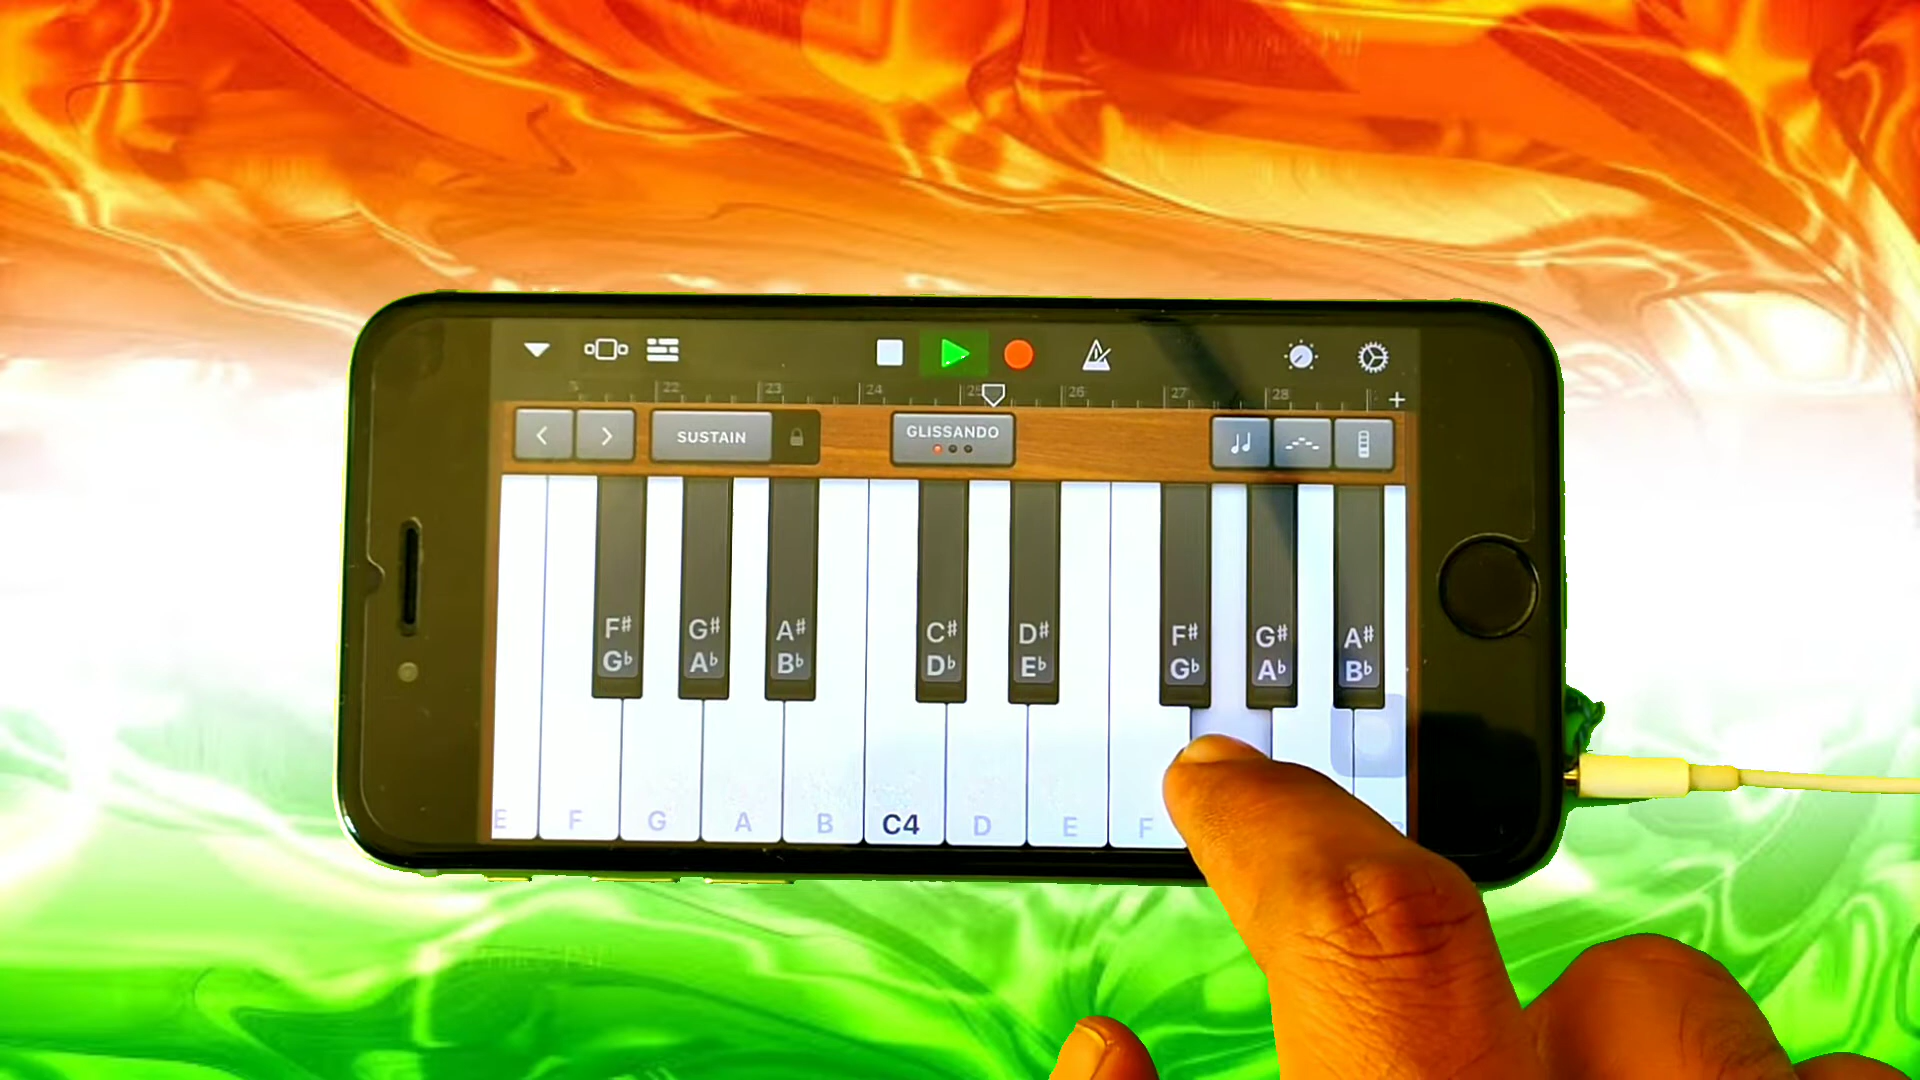 22 23 24 25 26 27 28 +
SUSTAIN GLISSANDO
F# G# A# C# D# F# G# A#
Gb Ab Bb Db Eb Gb Ab Bb
E F G A B C4 D E F